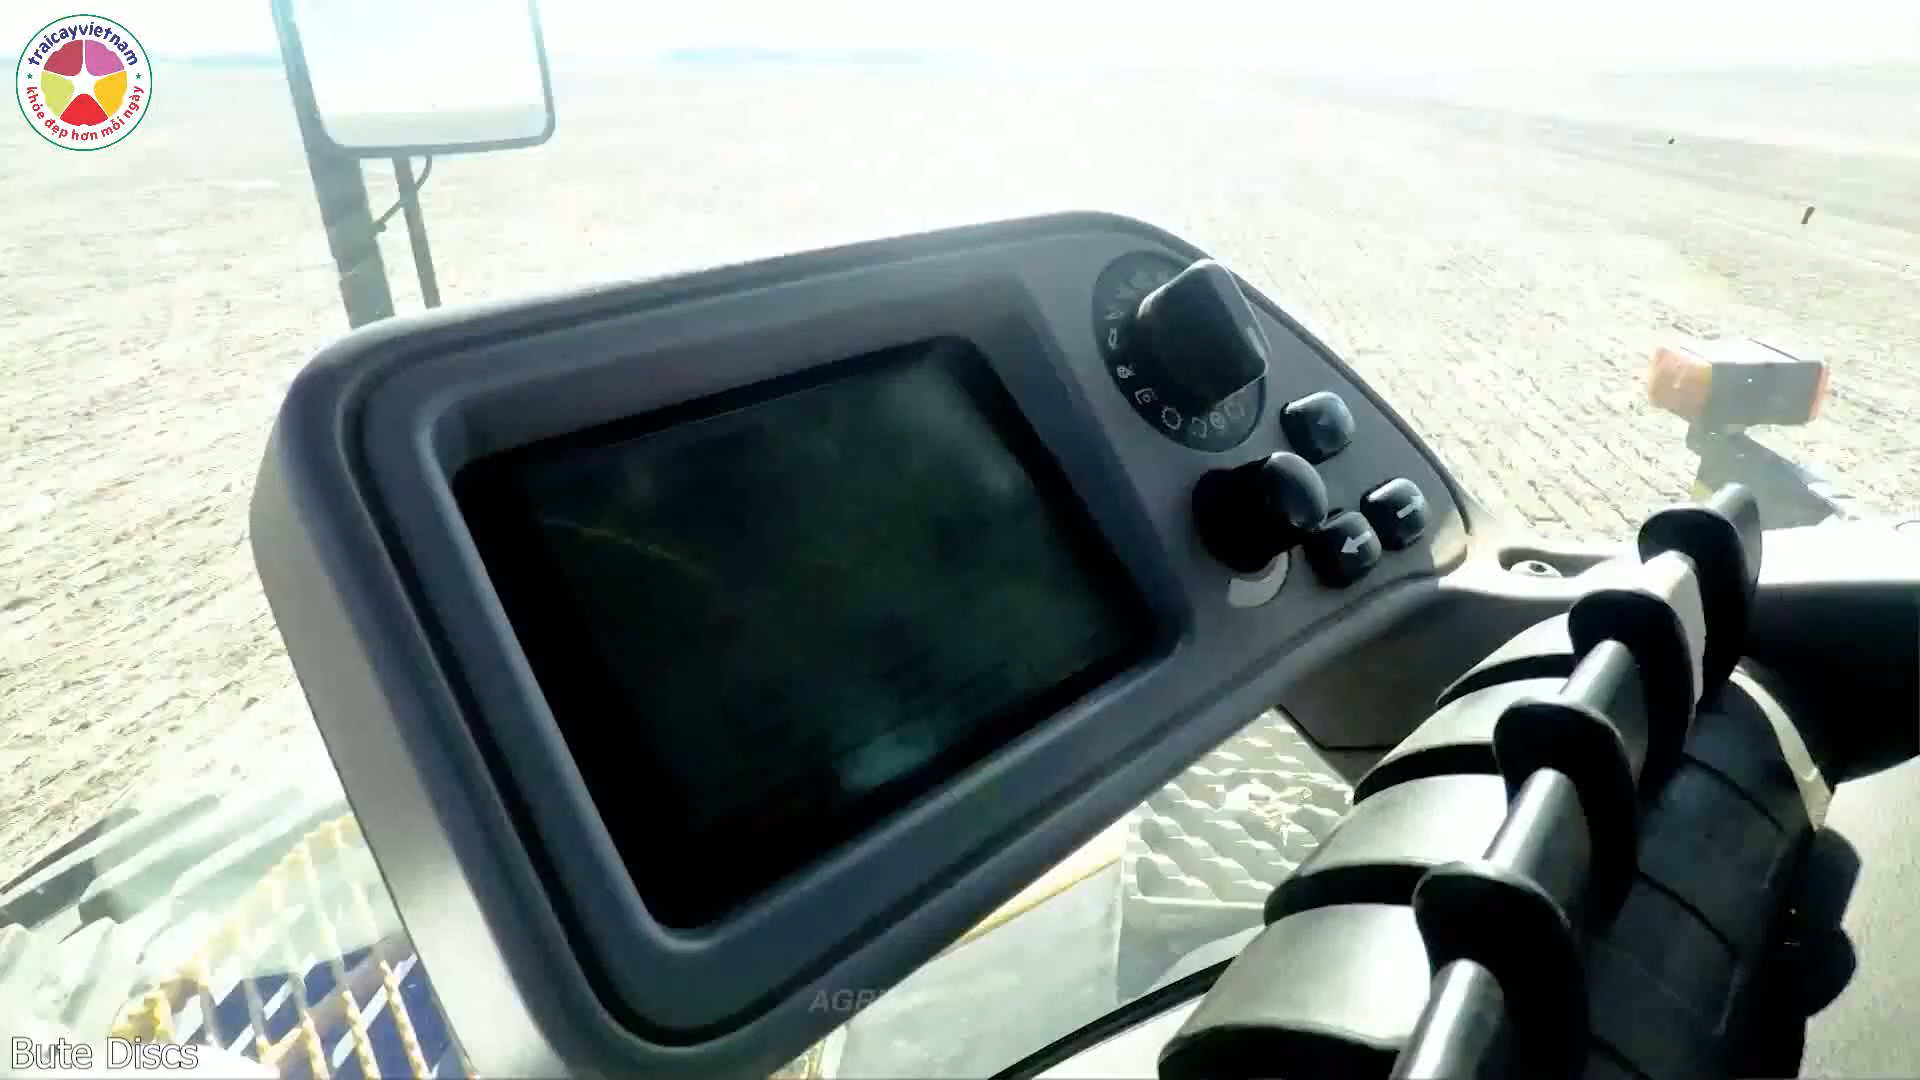 traicayvietnam
khỏe đẹp hơn mỗi ngày
Bute Discs